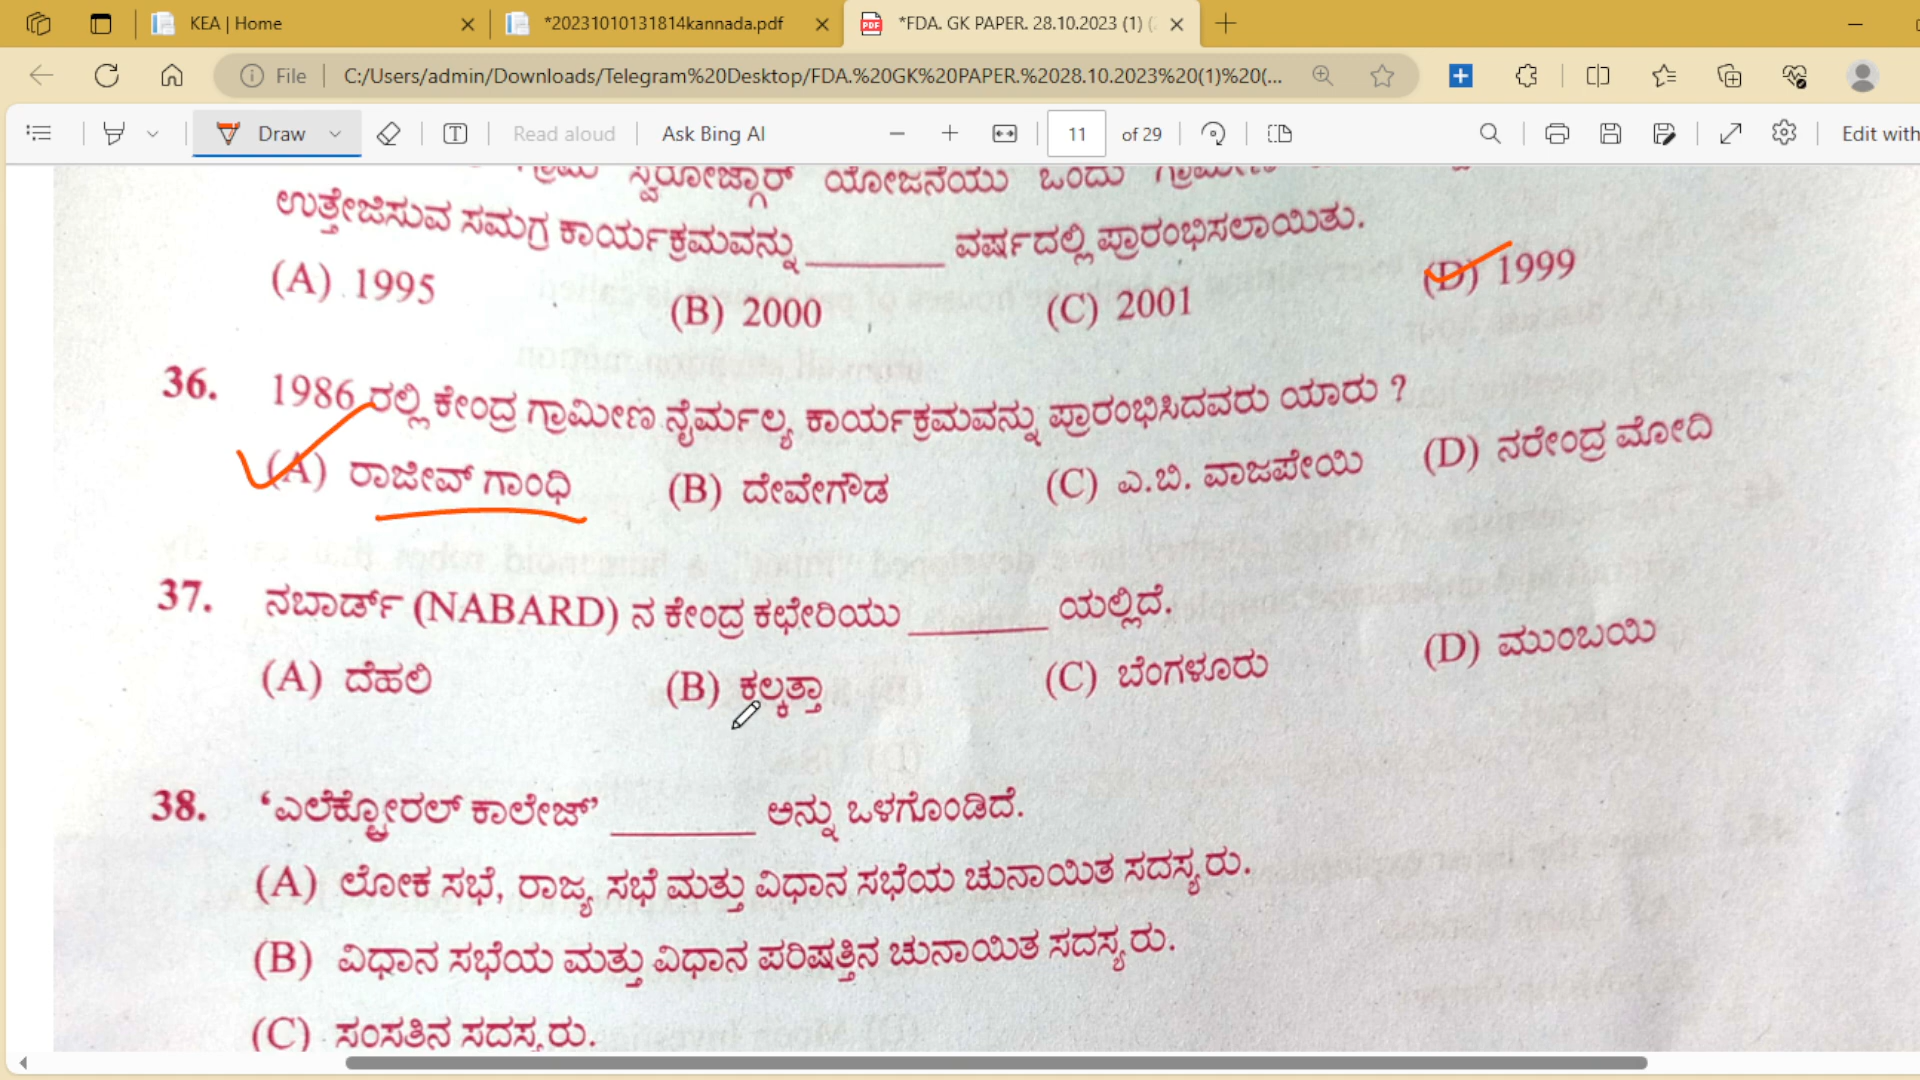 KEA | Home
*20231010131814kannada.pdf
*FDA. GK PAPER. 28.10.2023 (1) (
File
C:/Users/admin/Downloads/Telegram%20Desktop/FDA.%20GK%20PAPER.%2028.10.2023%20(1)%20(...
Draw
Read aloud
Ask Bing AI
11
of 29
Edit with
ಸ್ವರೋಜ್ಗಾರ್ ಯೋಜನೆಯು ಒಂದು
ಉತ್ತೇಜಿಸುವ ಸಮಗ್ರ ಕಾರ್ಯಕ್ರಮವನ್ನು ________ ವರ್ಷದಲ್ಲಿ ಪ್ರಾರಂಭಿಸಲಾಯಿತು.
(A) 1995 (B) 2000 (C) 2001 (D) 1999
36. 1986 ರಲ್ಲಿ ಕೇಂದ್ರ ಗ್ರಾಮೀಣ ನೈರ್ಮಲ್ಯ ಕಾರ್ಯಕ್ರಮವನ್ನು ಪ್ರಾರಂಭಿಸಿದವರು ಯಾರು ?
(A) ರಾಜೀವ್ ಗಾಂಧಿ (B) ದೇವೇಗೌಡ (C) ಎ.ಬಿ. ವಾಜಪೇಯಿ (D) ನರೇಂದ್ರ ಮೋದಿ
37. ನಬಾರ್ಡ್ (NABARD) ನ ಕೇಂದ್ರ ಕಛೇರಿಯು ________ ಯಲ್ಲಿದೆ.
(A) ದೆಹಲಿ (B) ಕಲ್ಕತ್ತಾ (C) ಬೆಂಗಳೂರು (D) ಮುಂಬಯಿ
38. ‘ಎಲೆಕ್ಟ್ರೋರಲ್ ಕಾಲೇಜ್’ ________ ಅನ್ನು ಒಳಗೊಂಡಿದೆ.
(A) ಲೋಕ ಸಭೆ, ರಾಜ್ಯ ಸಭೆ ಮತ್ತು ವಿಧಾನ ಸಭೆಯ ಚುನಾಯಿತ ಸದಸ್ಯರು.
(B) ವಿಧಾನ ಸಭೆಯ ಮತ್ತು ವಿಧಾನ ಪರಿಷತ್ತಿನ ಚುನಾಯಿತ ಸದಸ್ಯರು.
(C) ಸಂಸತ್ತಿನ ಸದಸ್ಯರು.